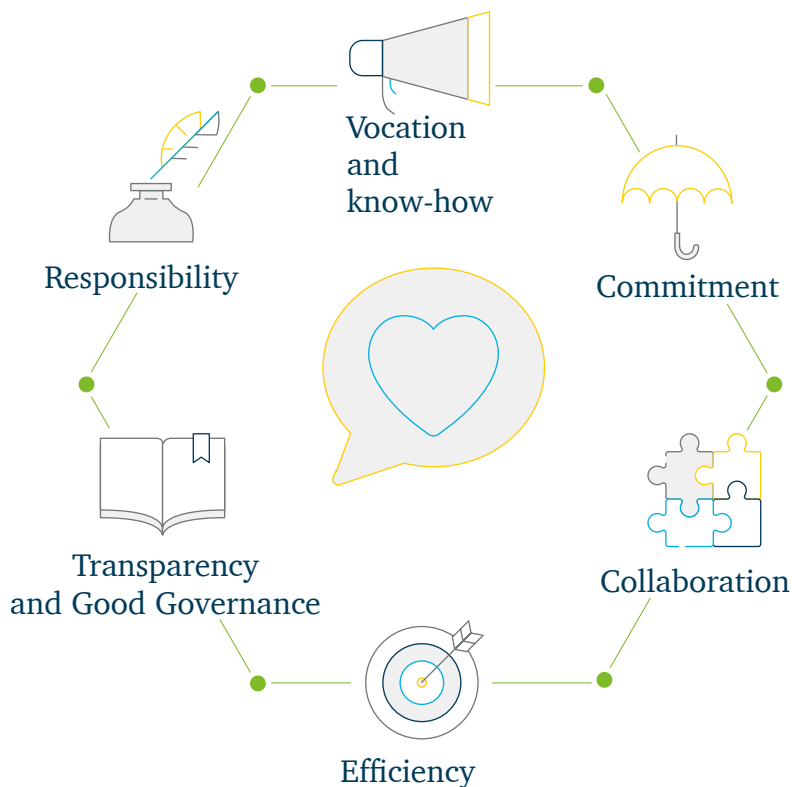 Vocation
and
know-how
Responsibility
Commitment
Transparency
and Good Governance
Collaboration
Efficiency